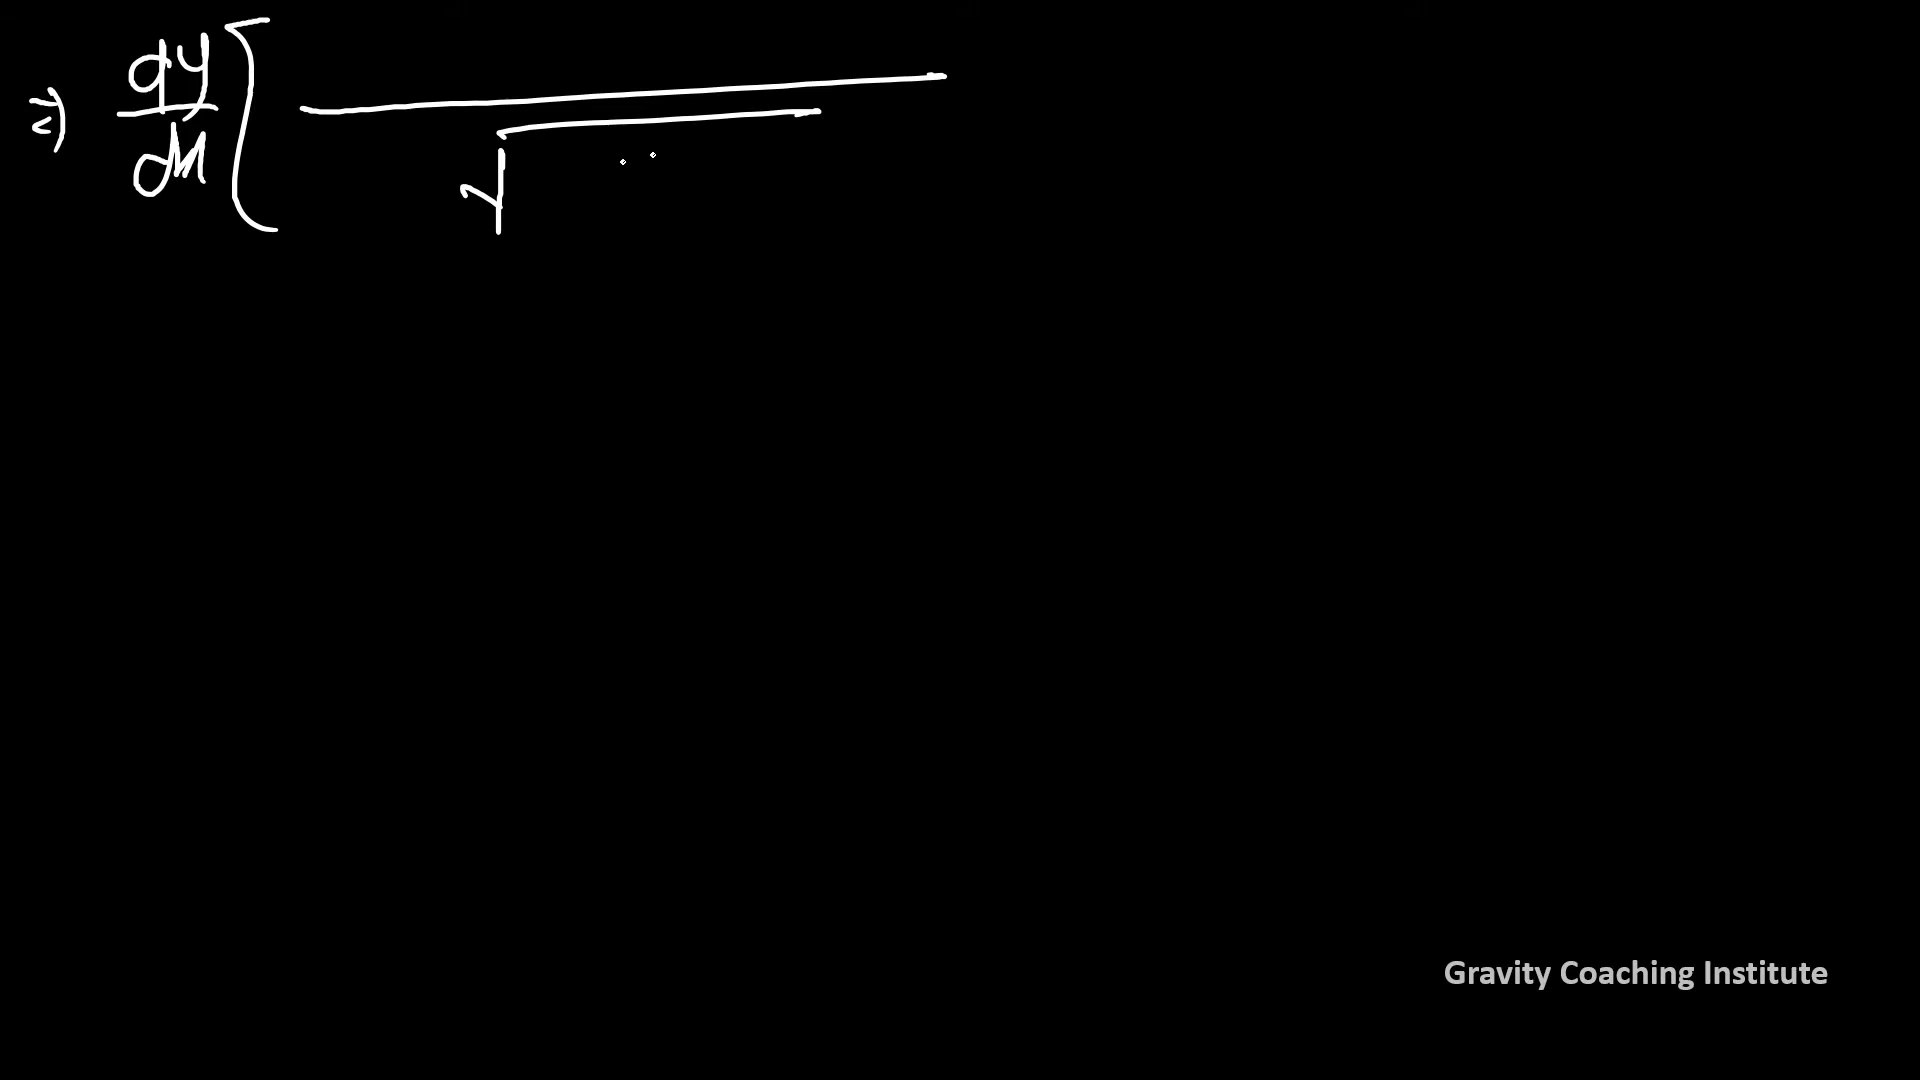 ⇒ dy/dx [ ─── / √
Gravity Coaching Institute